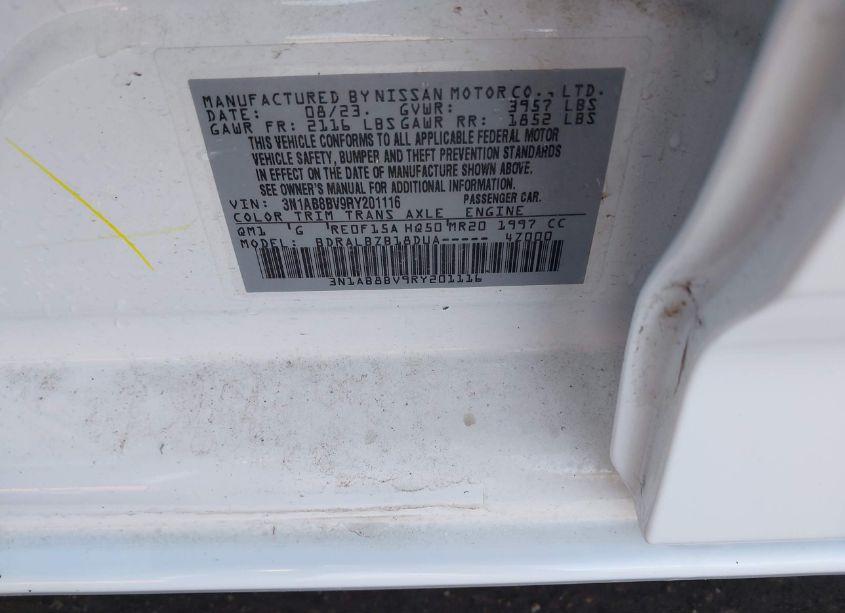 MANUFACTURED BY NISSAN MOTOR CO., LTD.
DATE: 08/23. GVWR: 3957 LBS
GAWR FR: 2116 LBS GAWR RR: 1852 LBS
THIS VEHICLE CONFORMS TO ALL APPLICABLE FEDERAL MOTOR
VEHICLE SAFETY, BUMPER AND THEFT PREVENTION STANDARDS
IN EFFECT ON THE DATE OF MANUFACTURE SHOWN ABOVE.
SEE OWNER'S MANUAL FOR ADDITIONAL INFORMATION.
VIN: 3N1AB8BV9RY201116 PASSENGER CAR.
COLOR TRIM TRANS AXLE ENGINE
QM1 G RE0F15A HQ50 MR20 1997 CC
MODEL: BDRALBZB18DUA----- 4Z000
3N1AB8BV9RY201116